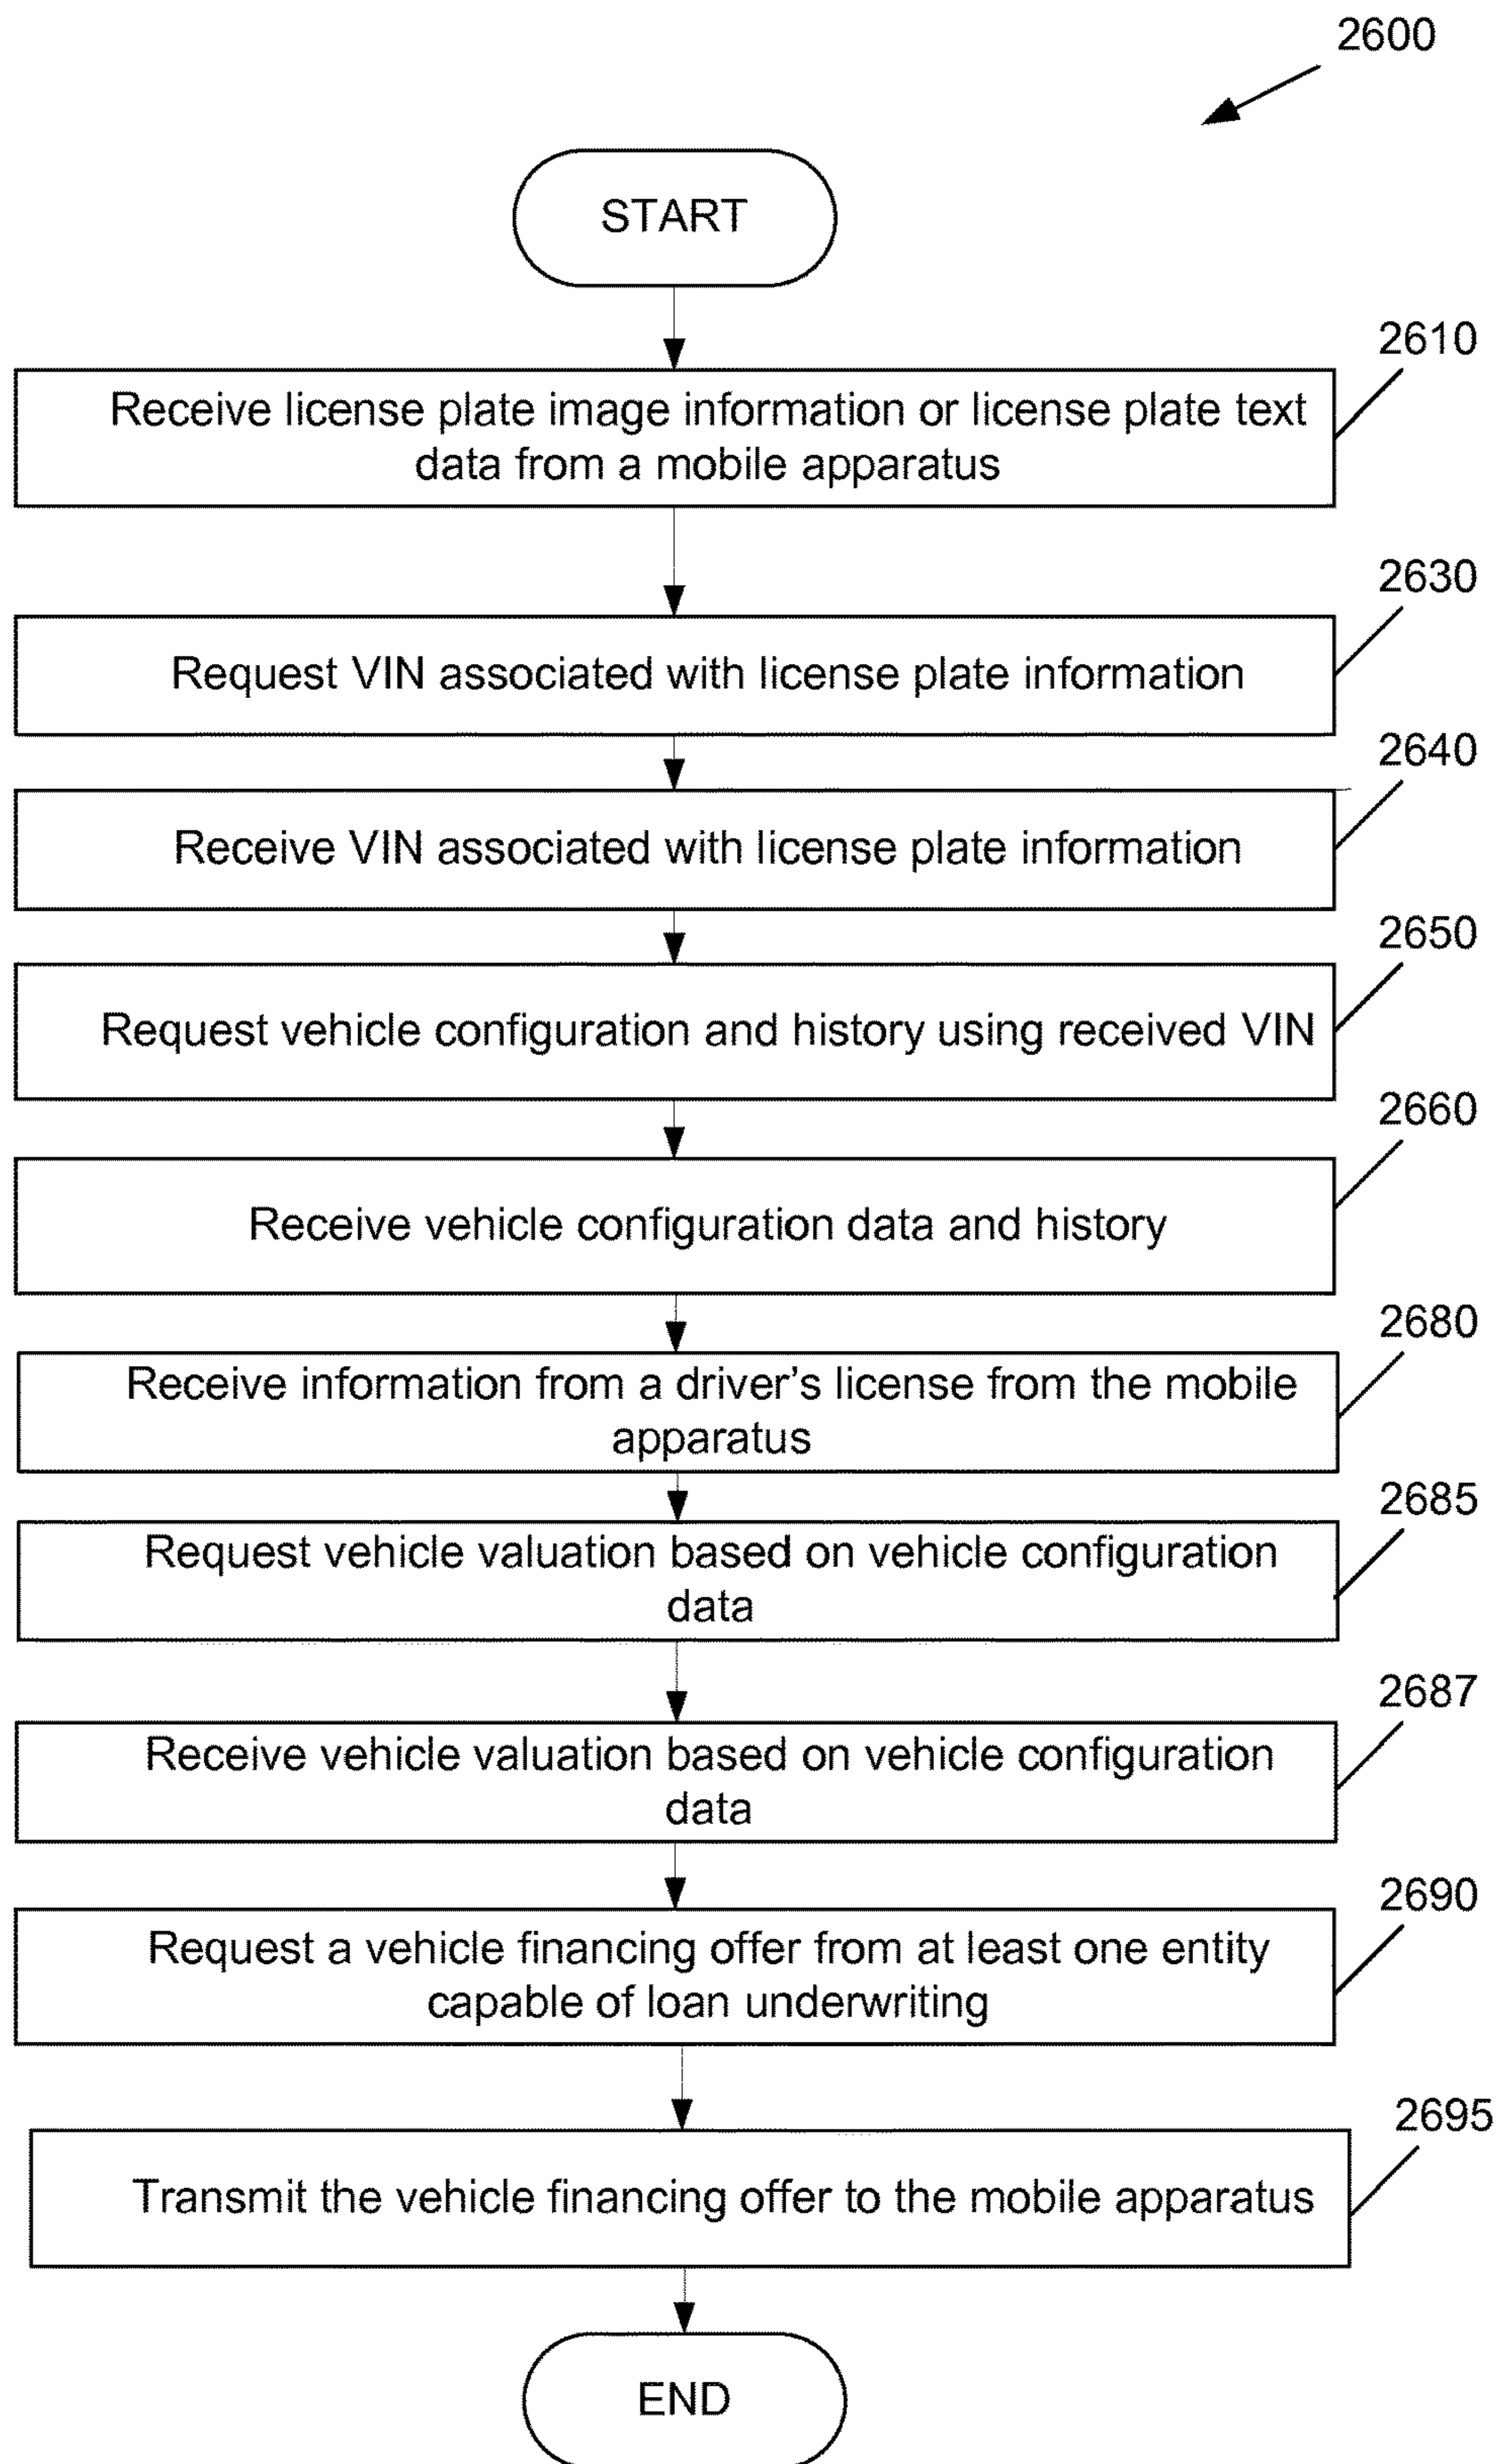 2600
START
2610
Receive license plate image information or license plate text
data from a mobile apparatus
2630
Request VIN associated with license plate information
2640
Receive VIN associated with license plate information
2650
Request vehicle configuration and history using received VIN
2660
Receive vehicle configuration data and history
2680
Receive information from a driver’s license from the mobile
apparatus
2685
Request vehicle valuation based on vehicle configuration
data
2687
Receive vehicle valuation based on vehicle configuration
data
2690
Request a vehicle financing offer from at least one entity
capable of loan underwriting
2695
Transmit the vehicle financing offer to the mobile apparatus
END